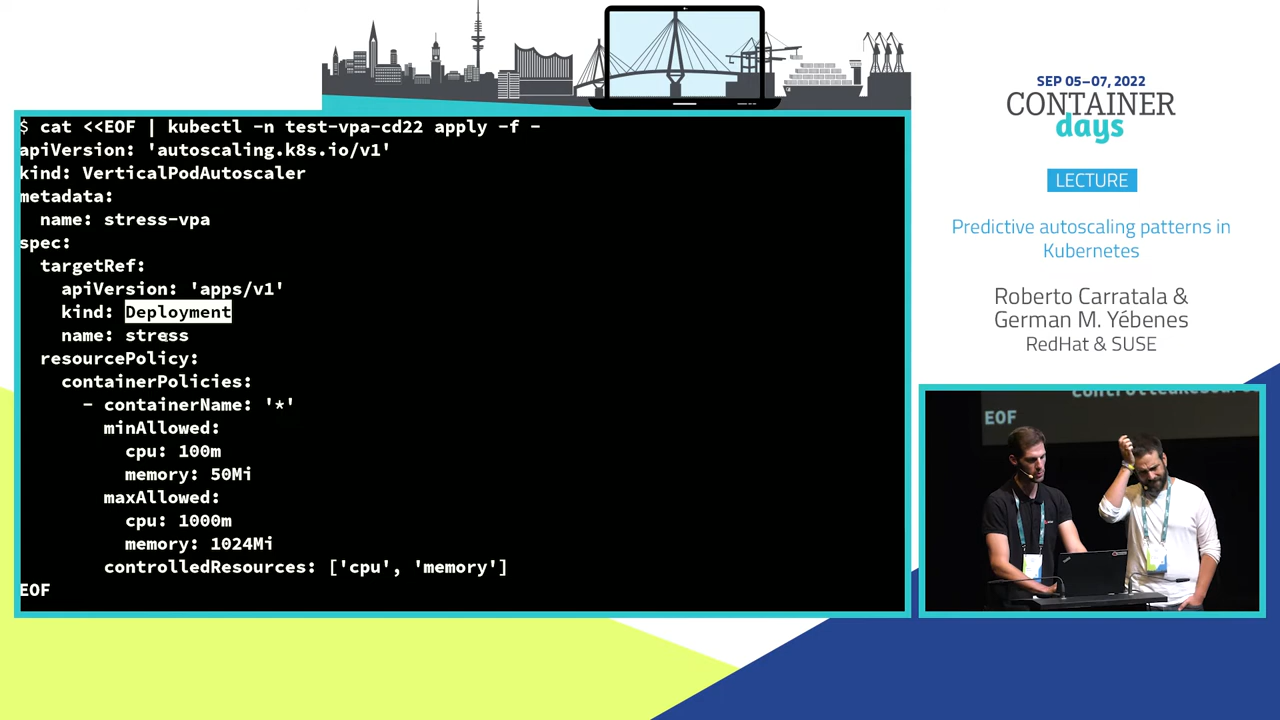 $ cat <<EOF | kubectl -n test-vpa-cd22 apply -f -
apiVersion: 'autoscaling.k8s.io/v1'
kind: VerticalPodAutoscaler
metadata:
  name: stress-vpa
spec:
  targetRef:
    apiVersion: 'apps/v1'
    kind: Deployment
    name: stress
  resourcePolicy:
    containerPolicies:
      - containerName: '*'
        minAllowed:
          cpu: 100m
          memory: 50Mi
        maxAllowed:
          cpu: 1000m
          memory: 1024Mi
        controlledResources: ['cpu', 'memory']
EOF
SEP 05–07, 2022
CONTAINER
days
LECTURE
Predictive autoscaling patterns in
Kubernetes
Roberto Carratala &
German M. Yébenes
RedHat & SUSE
EOF